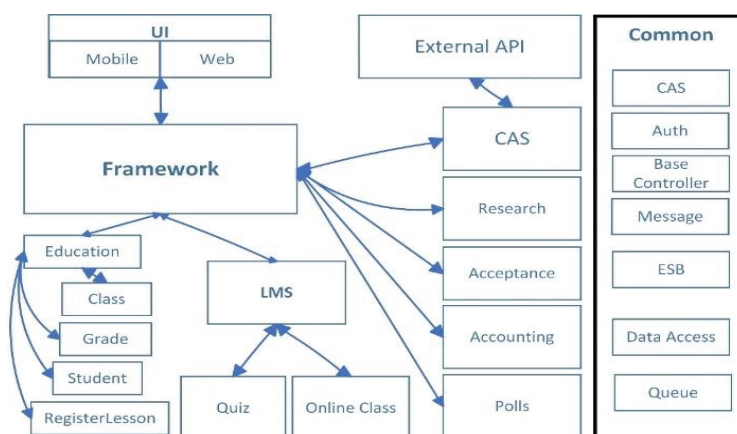 UI
Mobile
Web
External API
Framework
CAS
Research
Acceptance
Accounting
Polls
Education
Class
Grade
Student
RegisterLesson
LMS
Quiz
Online Class
Common
CAS
Auth
Base
Controller
Message
ESB
Data Access
Queue